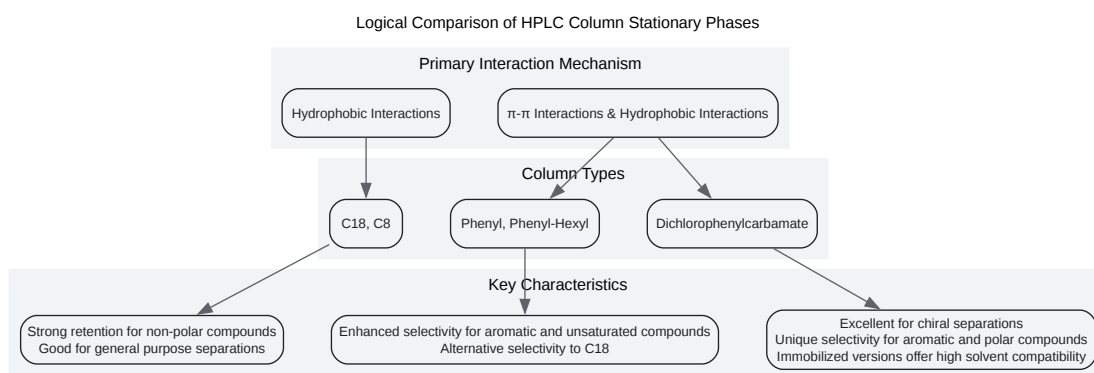 Logical Comparison of HPLC Column Stationary Phases
Primary Interaction Mechanism
Hydrophobic Interactions
π-π Interactions & Hydrophobic Interactions
Column Types
C18, C8
Phenyl, Phenyl-Hexyl
Dichlorophenylcarbamate
Key Characteristics
Strong retention for non-polar compounds
Good for general purpose separations
Enhanced selectivity for aromatic and unsaturated compounds
Alternative selectivity to C18
Excellent for chiral separations
Unique selectivity for aromatic and polar compounds
Immobilized versions offer high solvent compatibility